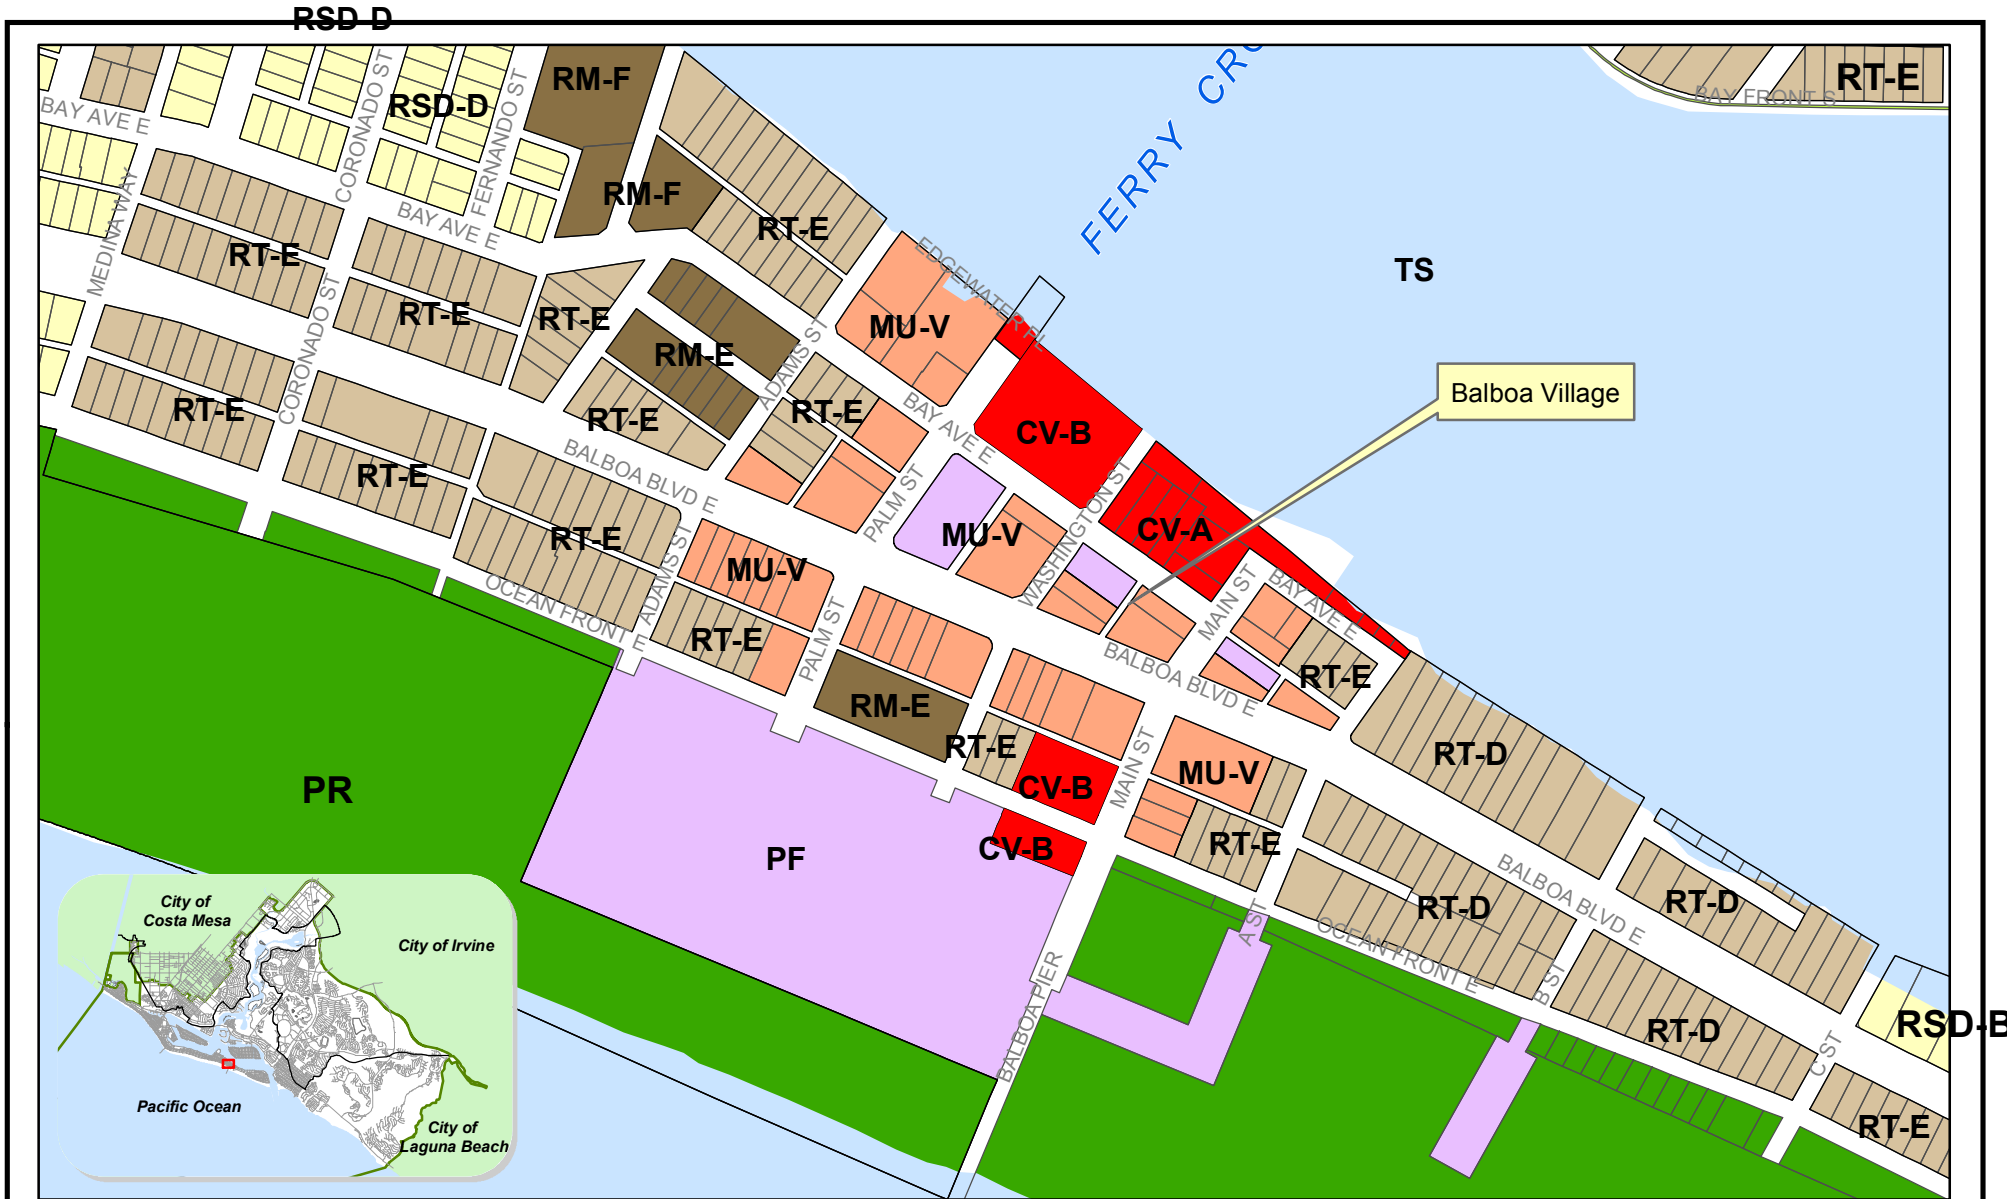 RSD-D
RM-F
RT-E
BAY FRONT S
FERRY
BAY AVE E
RSD-D
CORONADO ST
FERNANDO ST
RM-F
MEDINA WAY
BAY AVE E
RT-E
RT-E
EDGEWATER PL
TS
RT-E
RT-E
RT-E
MU-V
CORONADO ST
RM-E
ADAMS ST
Balboa Village
RT-E
RT-E
RT-E
BAY AVE E
CV-B
RT-E
BALBOA BLVD E
PALM ST
WASHINGTON ST
CV-A
RT-E
MU-V
MU-V
ADAMS ST
OCEAN FRONT E
MAIN ST
BAY AVE E
RT-E
PALM ST
BALBOA BLVD E
RT-E
RM-E
RT-E
MAIN ST
MU-V
RT-D
PR
CV-B
PF
CV-B
RT-E
BALBOA BLVD E
RT-D
RT-D
A ST
OCEAN FRONT E
B ST
City of
Costa Mesa
City of Irvine
BALBOA PIER
RT-D
RSD-B
C ST
Pacific Ocean
City of
Laguna Beach
RT-E